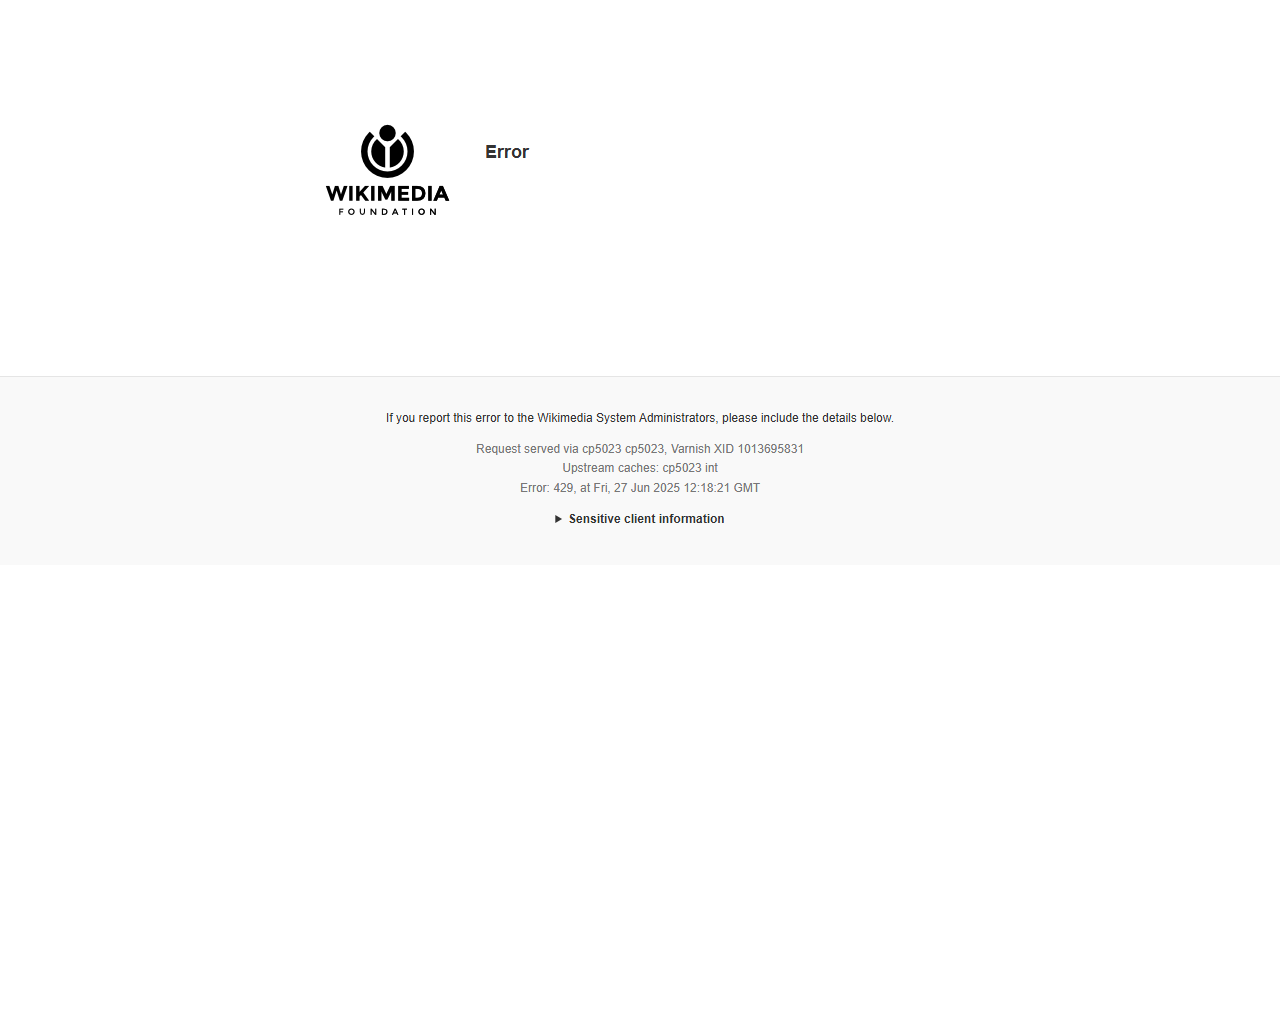 WIKIMEDIA
FOUNDATION
Error
If you report this error to the Wikimedia System Administrators, please include the details below.
Request served via cp5023 cp5023, Varnish XID 1013695831
Upstream caches: cp5023 int
Error: 429, at Fri, 27 Jun 2025 12:18:21 GMT
Sensitive client information